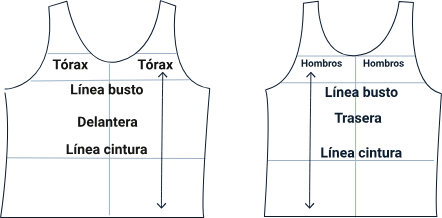 Tórax Tórax
Línea busto
Delantera
Línea cintura
Hombros Hombros
Línea busto
Trasera
Línea cintura